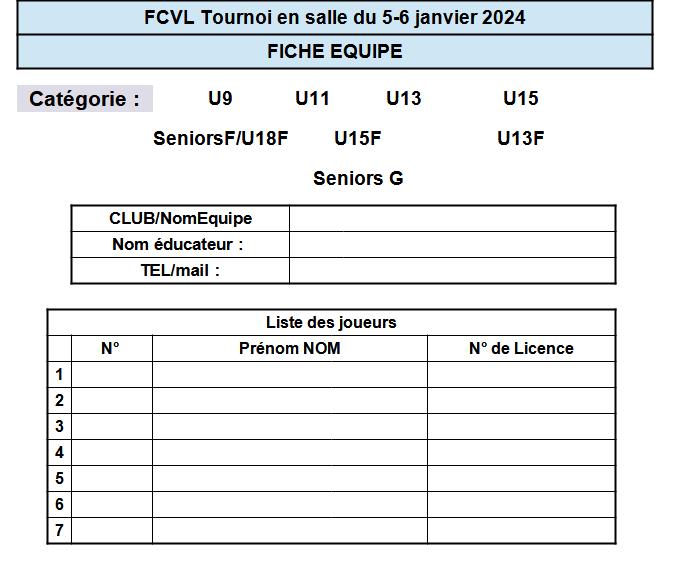 FCVL Tournoi en salle du 5-6 janvier 2024
FICHE EQUIPE
Catégorie : U9 U11 U13 U15
SeniorsF/U18F U15F U13F
Seniors G
CLUB/NomEquipe
Nom éducateur :
TEL/mail :
Liste des joueurs
N° Prénom NOM N° de Licence
1
2
3
4
5
6
7